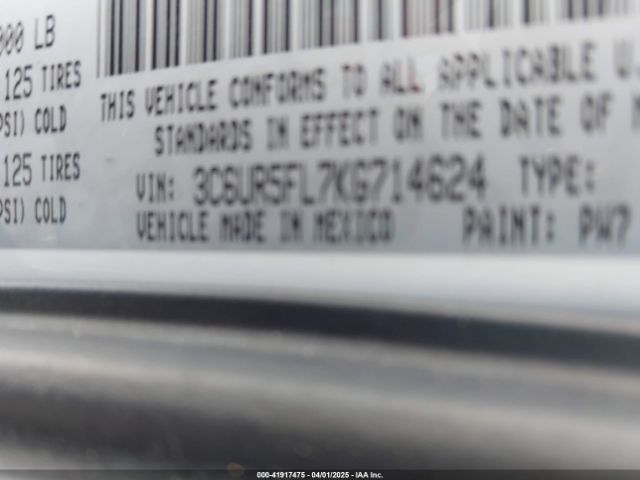 000 LB
125 TIRES
PSI) COLD
125 TIRES
PSI) COLD
THIS VEHICLE CONFORMS TO ALL APPLICABLE U.
STANDARDS IN EFFECT ON THE DATE OF
VIN: 3C6UR5FL7KG714624 TYPE:
VEHICLE MADE IN MEXICO PAINT: PW7
000-41917475 - 04/01/2025 - IAA Inc.